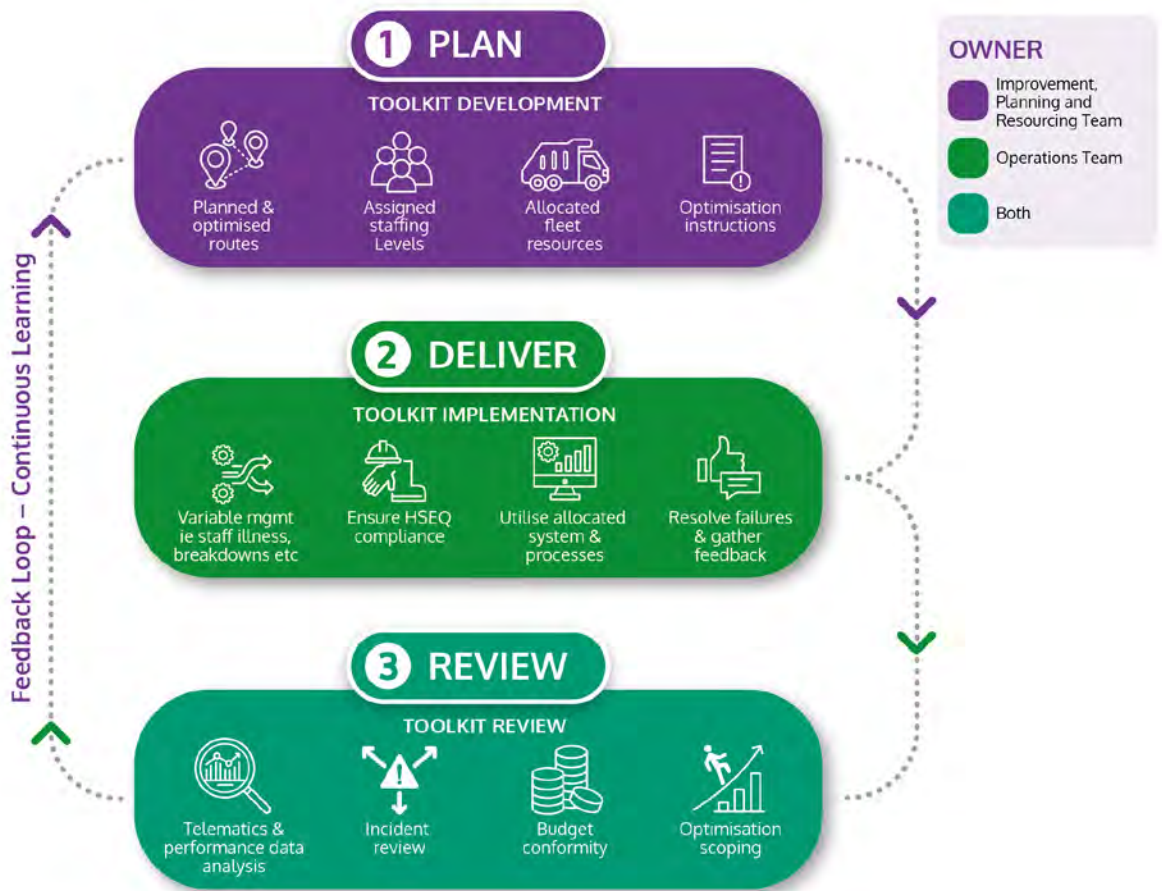 1 PLAN
TOOLKIT DEVELOPMENT
Planned &
optimised
routes
Assigned
staffing
Levels
Allocated
fleet
resources
Optimisation
instructions
OWNER
Improvement,
Planning and
Resourcing Team
Operations Team
Both
Feedback Loop – Continuous Learning
2 DELIVER
TOOLKIT IMPLEMENTATION
Variable mgmt
ie staff illness,
breakdowns etc
Ensure HSEQ
compliance
Utilise allocated
system &
processes
Resolve failures
& gather
feedback
3 REVIEW
TOOLKIT REVIEW
Telematics &
performance data
analysis
Incident
review
Budget
conformity
Optimisation
scoping